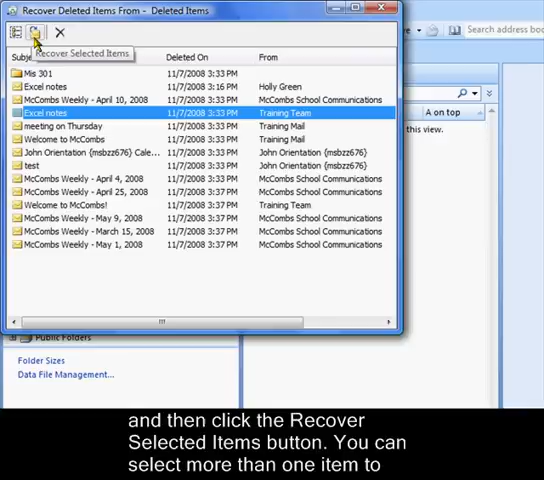 Recover Deleted Items From - Deleted Items
Recover Selected Items
Search address boo
Subje Deleted On From
Mis 301 11/7/2008 3:33 PM
Excel notes 11/7/2008 3:16 PM Holly Green
McCombs Weekly - April 10, 2008 11/7/2008 3:33 PM McCombs School Communications
Excel notes 11/7/2008 3:33 PM Training Team
meeting on Thursday 11/7/2008 3:33 PM Training Mail
Welcome to McCombs 11/7/2008 3:33 PM Training Mail
John Orientation {msbzz676} Cale... 11/7/2008 3:33 PM John Orientation {msbzz676}
test 11/7/2008 3:33 PM John Orientation {msbzz676}
McCombs Weekly - April 4, 2008 11/7/2008 3:37 PM McCombs School Communications
McCombs Weekly - April 25, 2008 11/7/2008 3:37 PM McCombs School Communications
Welcome to McCombs! 11/7/2008 3:37 PM Training Team
McCombs Weekly - May 9, 2008 11/7/2008 3:37 PM McCombs School Communications
McCombs Weekly - March 15, 2008 11/7/2008 3:37 PM McCombs School Communications
McCombs Weekly - May 1, 2008 11/7/2008 3:37 PM McCombs School Communications
A on top
this view.
Public Folders
Folder Sizes
Data File Management...
and then click the Recover
Selected Items button. You can
select more than one item to